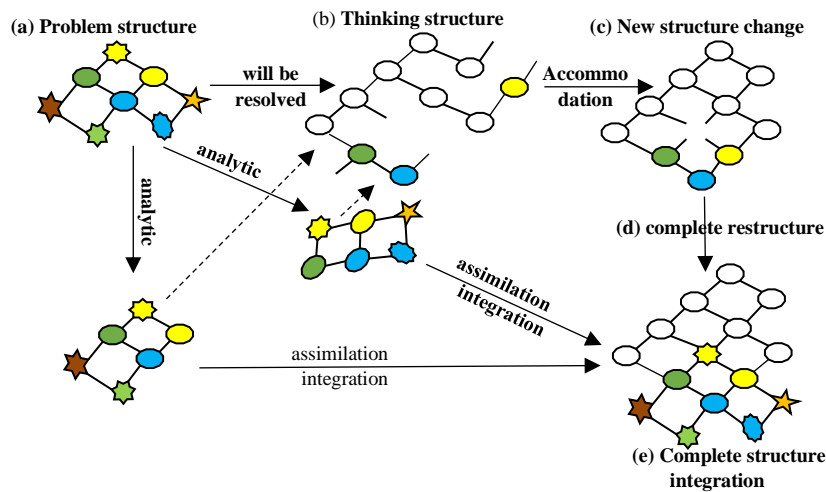 (a) Problem structure
(b) Thinking structure
(c) New structure change
will be
resolved
Accommo
dation
analytic
analytic
(d) complete restructure
assimilation
integration
assimilation
integration
(e) Complete structure
integration